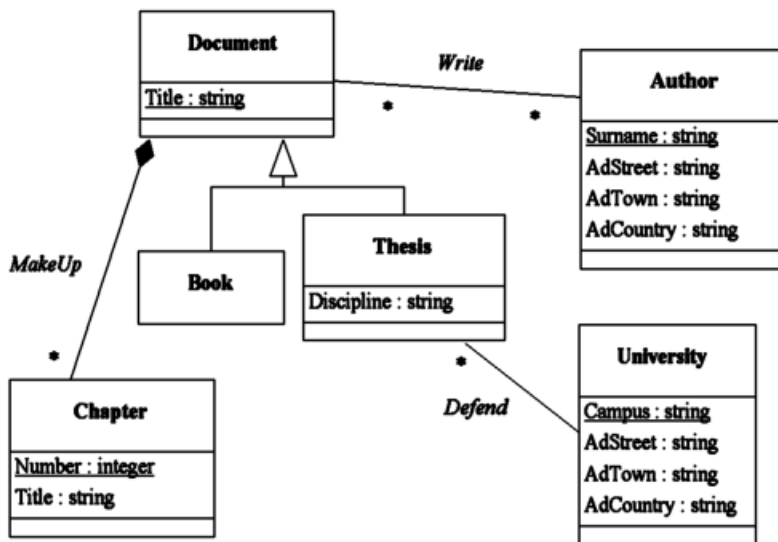 Document
Title : string
Write
*
*
Author
Surname : string
AdStreet : string
AdTown : string
AdCountry : string
MakeUp
*
Book
Thesis
Discipline : string
*
Defend
Chapter
Number : integer
Title : string
University
Campus : string
AdStreet : string
AdTown : string
AdCountry : string